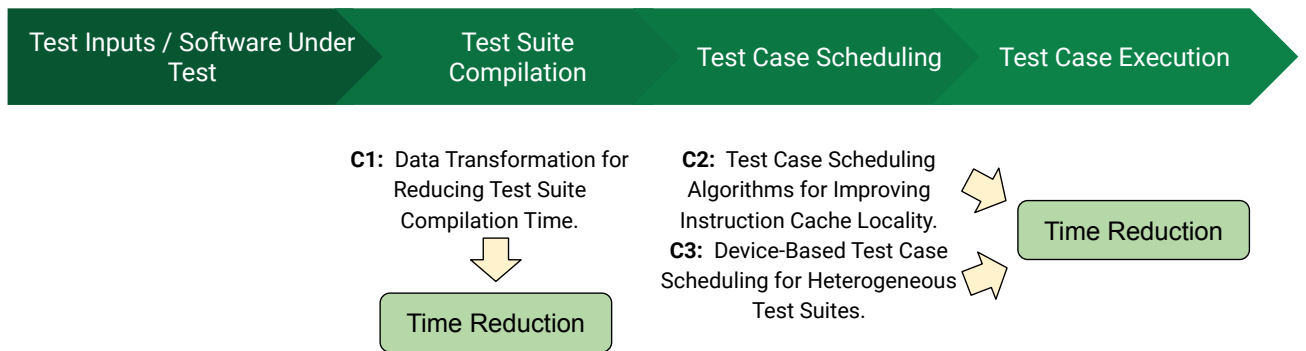 Test Inputs / Software Under
Test
Test Suite
Compilation
Test Case Scheduling
Test Case Execution
C1: Data Transformation for
Reducing Test Suite
Compilation Time.
Time Reduction
C2: Test Case Scheduling
Algorithms for Improving
Instruction Cache Locality.
C3: Device-Based Test Case
Scheduling for Heterogeneous
Test Suites.
Time Reduction